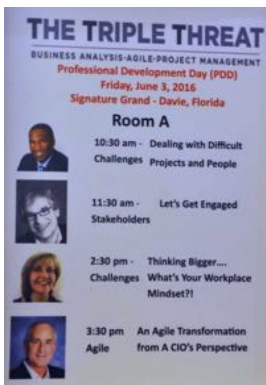 THE TRIPLE THREAT
BUSINESS ANALYSIS-AGILE-PROJECT MANAGEMENT
Professional Development Day (PDD)
Friday, June 3, 2016
Signature Grand - Davie, Florida
Room A
10:30 am - Dealing with Difficult
Challenges Projects and People
11:30 am - Let's Get Engaged
Stakeholders
2:30 pm - Thinking Bigger....
Challenges What's Your Workplace
Mindset?!
3:30 pm An Agile Transformation
Agile from A CIO's Perspective